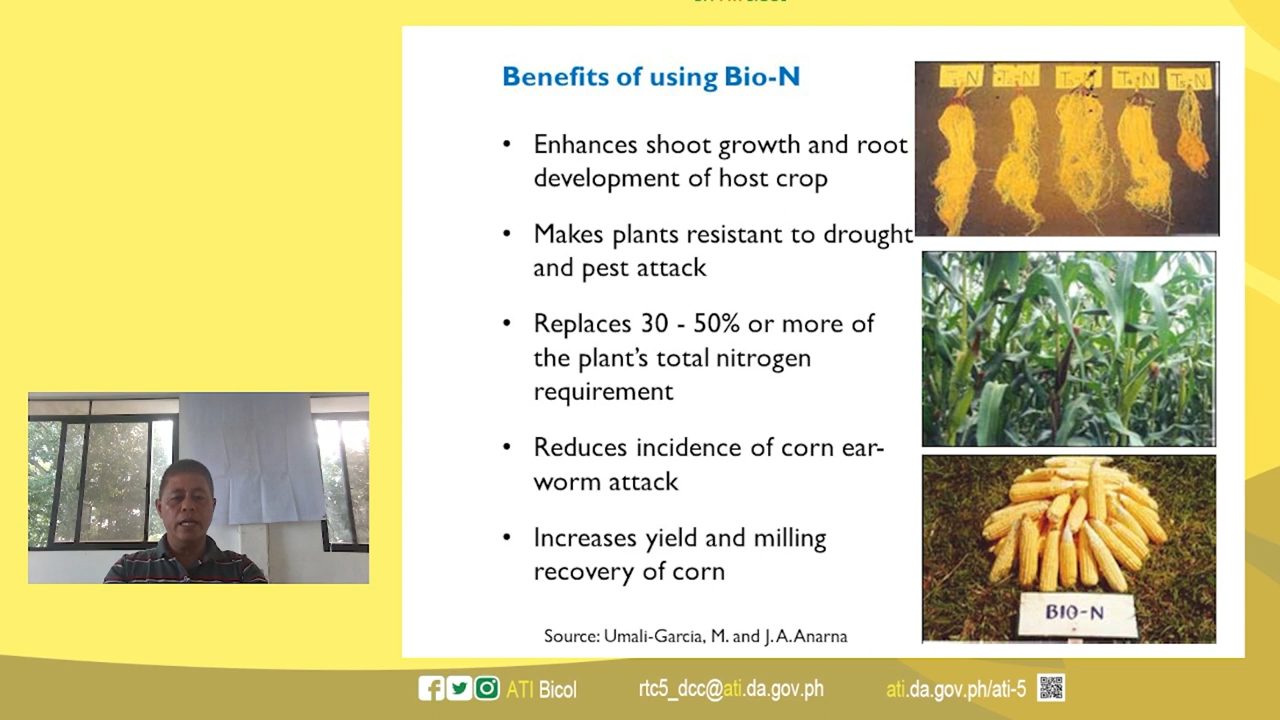 Benefits of using Bio-N
• Enhances shoot growth and root
development of host crop
• Makes plants resistant to drought
and pest attack
• Replaces 30 - 50% or more of
the plant's total nitrogen
requirement
• Reduces incidence of corn ear-
worm attack
• Increases yield and milling
recovery of corn
Source: Umali-Garcia, M. and J. A. Anarna
BIO-N
ATI Bicol
rtc5_dcc@ati.da.gov.ph
ati.da.gov.ph/ati-5